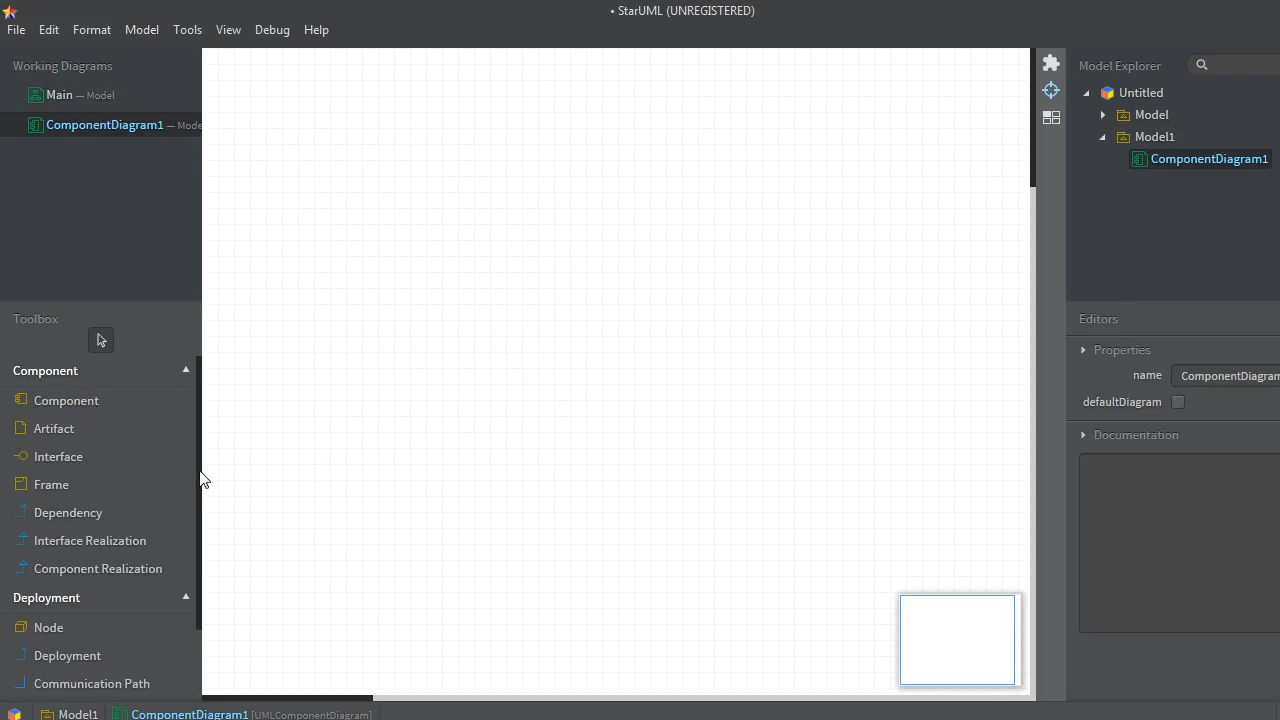 • StarUML (UNREGISTERED)
File Edit Format Model Tools View Debug Help
Working Diagrams
Main — Model
ComponentDiagram1 — Mode
Toolbox
Component
Component
Artifact
Interface
Frame
Dependency
Interface Realization
Component Realization
Deployment
Node
Deployment
Communication Path
Model Explorer
Untitled
Model
Model1
ComponentDiagram1
Editors
Properties
name ComponentDiagram
defaultDiagram
Documentation
Model1 ComponentDiagram1 [UMLComponentDiagram]